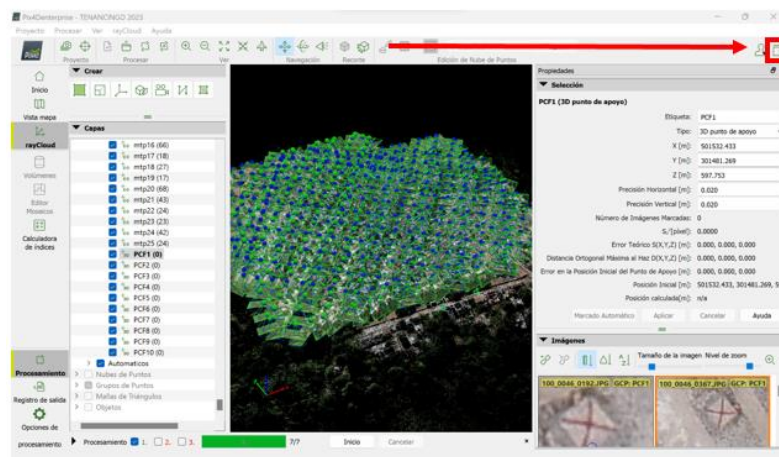 Pix4Denterprise - TENANCINGO 2023
Proyecto Procesar Ver rayCloud Ayuda
Proyecto Procesar Ver Navegación Recorte Edición de Nube de Puntos
Inicio
Vista mapa
rayCloud
Volúmenes
Editor
Mosaicos
Calculadora
de índices
Procesamiento
Registro de salida
Opciones de
procesamiento
Crear
Capas
mtp16 (66)
mtp17 (18)
mtp18 (27)
mtp19 (17)
mtp20 (68)
mtp21 (43)
mtp22 (24)
mtp23 (23)
mtp24 (42)
mtp25 (24)
PCF1 (0)
PCF2 (0)
PCF3 (0)
PCF4 (0)
PCF5 (0)
PCF6 (0)
PCF7 (0)
PCF8 (0)
PCF9 (0)
PCF10 (0)
Automaticos
Nubes de Puntos
Grupos de Puntos
Mallas de Triángulos
Objetos
Procesamiento 1. 2. 3. 7/7 Inicio Cancelar
Propiedades
Selección
PCF1 (3D punto de apoyo)
Etiqueta: PCF1
Tipo: 3D punto de apoyo
X [m]: 501532.433
Y [m]: 301481.269
Z [m]: 597.753
Precisión Horizontal [m]: 0.020
Precisión Vertical [m]: 0.020
Número de Imágenes Marcadas: 0
S₀²[píxel]: 0.0000
Error Teórico S(X,Y,Z) [m]: 0.000, 0.000, 0.000
Distancia Ortogonal Máxima al Haz D(X,Y,Z) [m]: 0.000, 0.000, 0.000
Error en la Posición Inicial del Punto de Apoyo [m]: 0.000, 0.000, 0.000
Posición Inicial [m]: 501532.433, 301481.269, 5
Posición calculada[m]: n/a
Marcado Automático Aplicar Cancelar Ayuda
Imágenes
Tamaño de la imagen Nivel de zoom
100_0046_0192.JPG GCP: PCF1 100_0046_0367.JPG GCP: PCF1